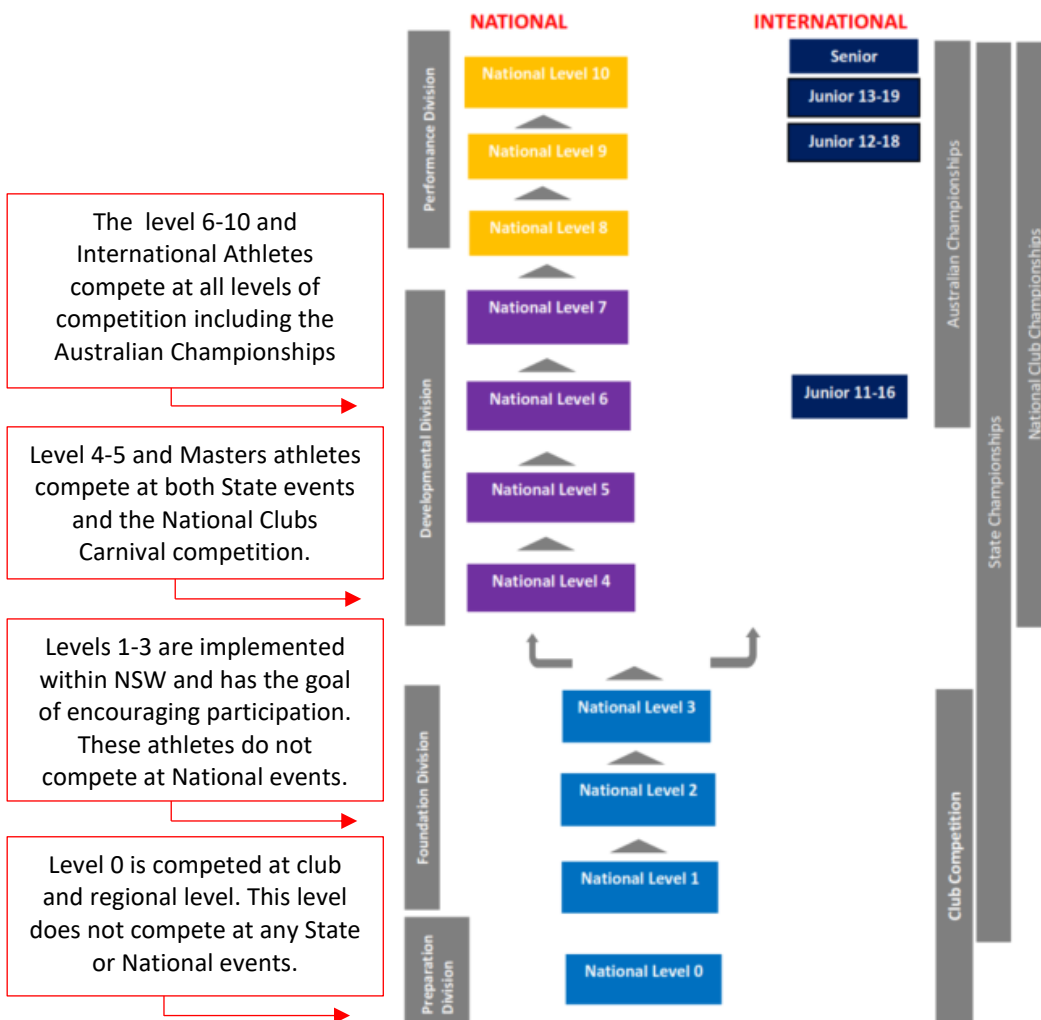 NATIONAL
INTERNATIONAL
Performance Division
National Level 10
National Level 9
National Level 8
Senior
Junior 13-19
Junior 12-18
Junior 11-16
Australian Championships
State Championships
National Club Championships
The level 6-10 and
International Athletes
compete at all levels of
competition including the
Australian Championships
Developmental Division
National Level 7
National Level 6
National Level 5
National Level 4
Level 4-5 and Masters athletes
compete at both State events
and the National Clubs
Carnival competition.
Levels 1-3 are implemented
within NSW and has the goal
of encouraging participation.
These athletes do not
compete at National events.
Foundation Division
National Level 3
National Level 2
National Level 1
Club Competition
Level 0 is competed at club
and regional level. This level
does not compete at any State
or National events.
Preparation
Division
National Level 0